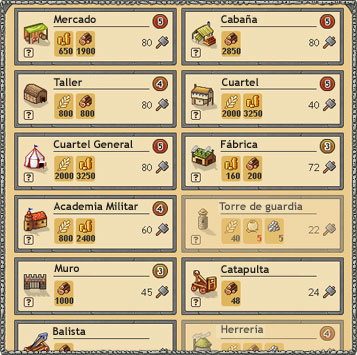 Mercado 5
650 1900 80
?
Cabaña 5
2850 80
?
Taller 4
800 800 80
?
Cuartel 5
2000 3250 40
?
Cuartel General 5
2000 3250 80
?
Fábrica 3
160 200 72
?
Academia Militar 4
800 2400 60
?
Torre de guardia
40 5 5 22
?
Muro 3
1000 45
?
Catapulta
48 24
?
Balista
Herrería 4